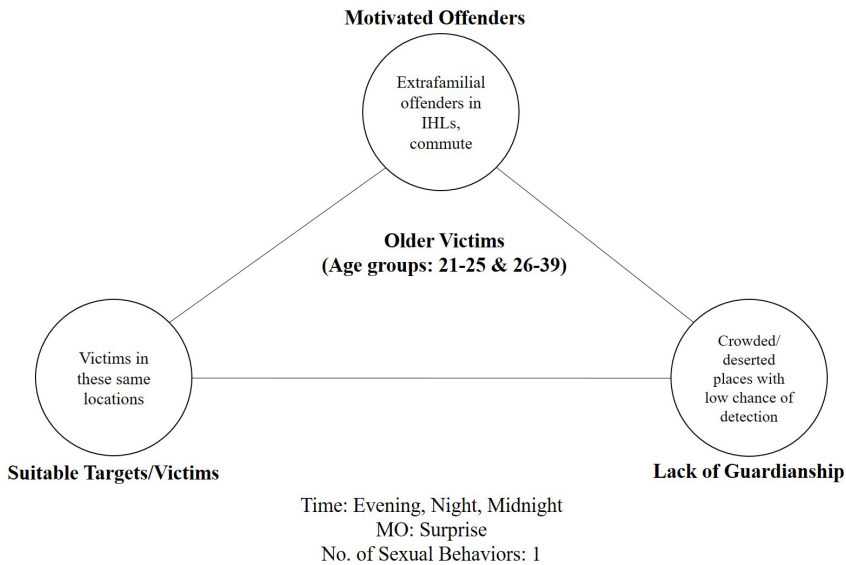 Motivated Offenders
Extrafamilial
offenders in
IHLs,
commute
Older Victims
(Age groups: 21-25 & 26-39)
Victims in
these same
locations
Crowded/
deserted
places with
low chance of
detection
Suitable Targets/Victims
Lack of Guardianship
Time: Evening, Night, Midnight
MO: Surprise
No. of Sexual Behaviors: 1